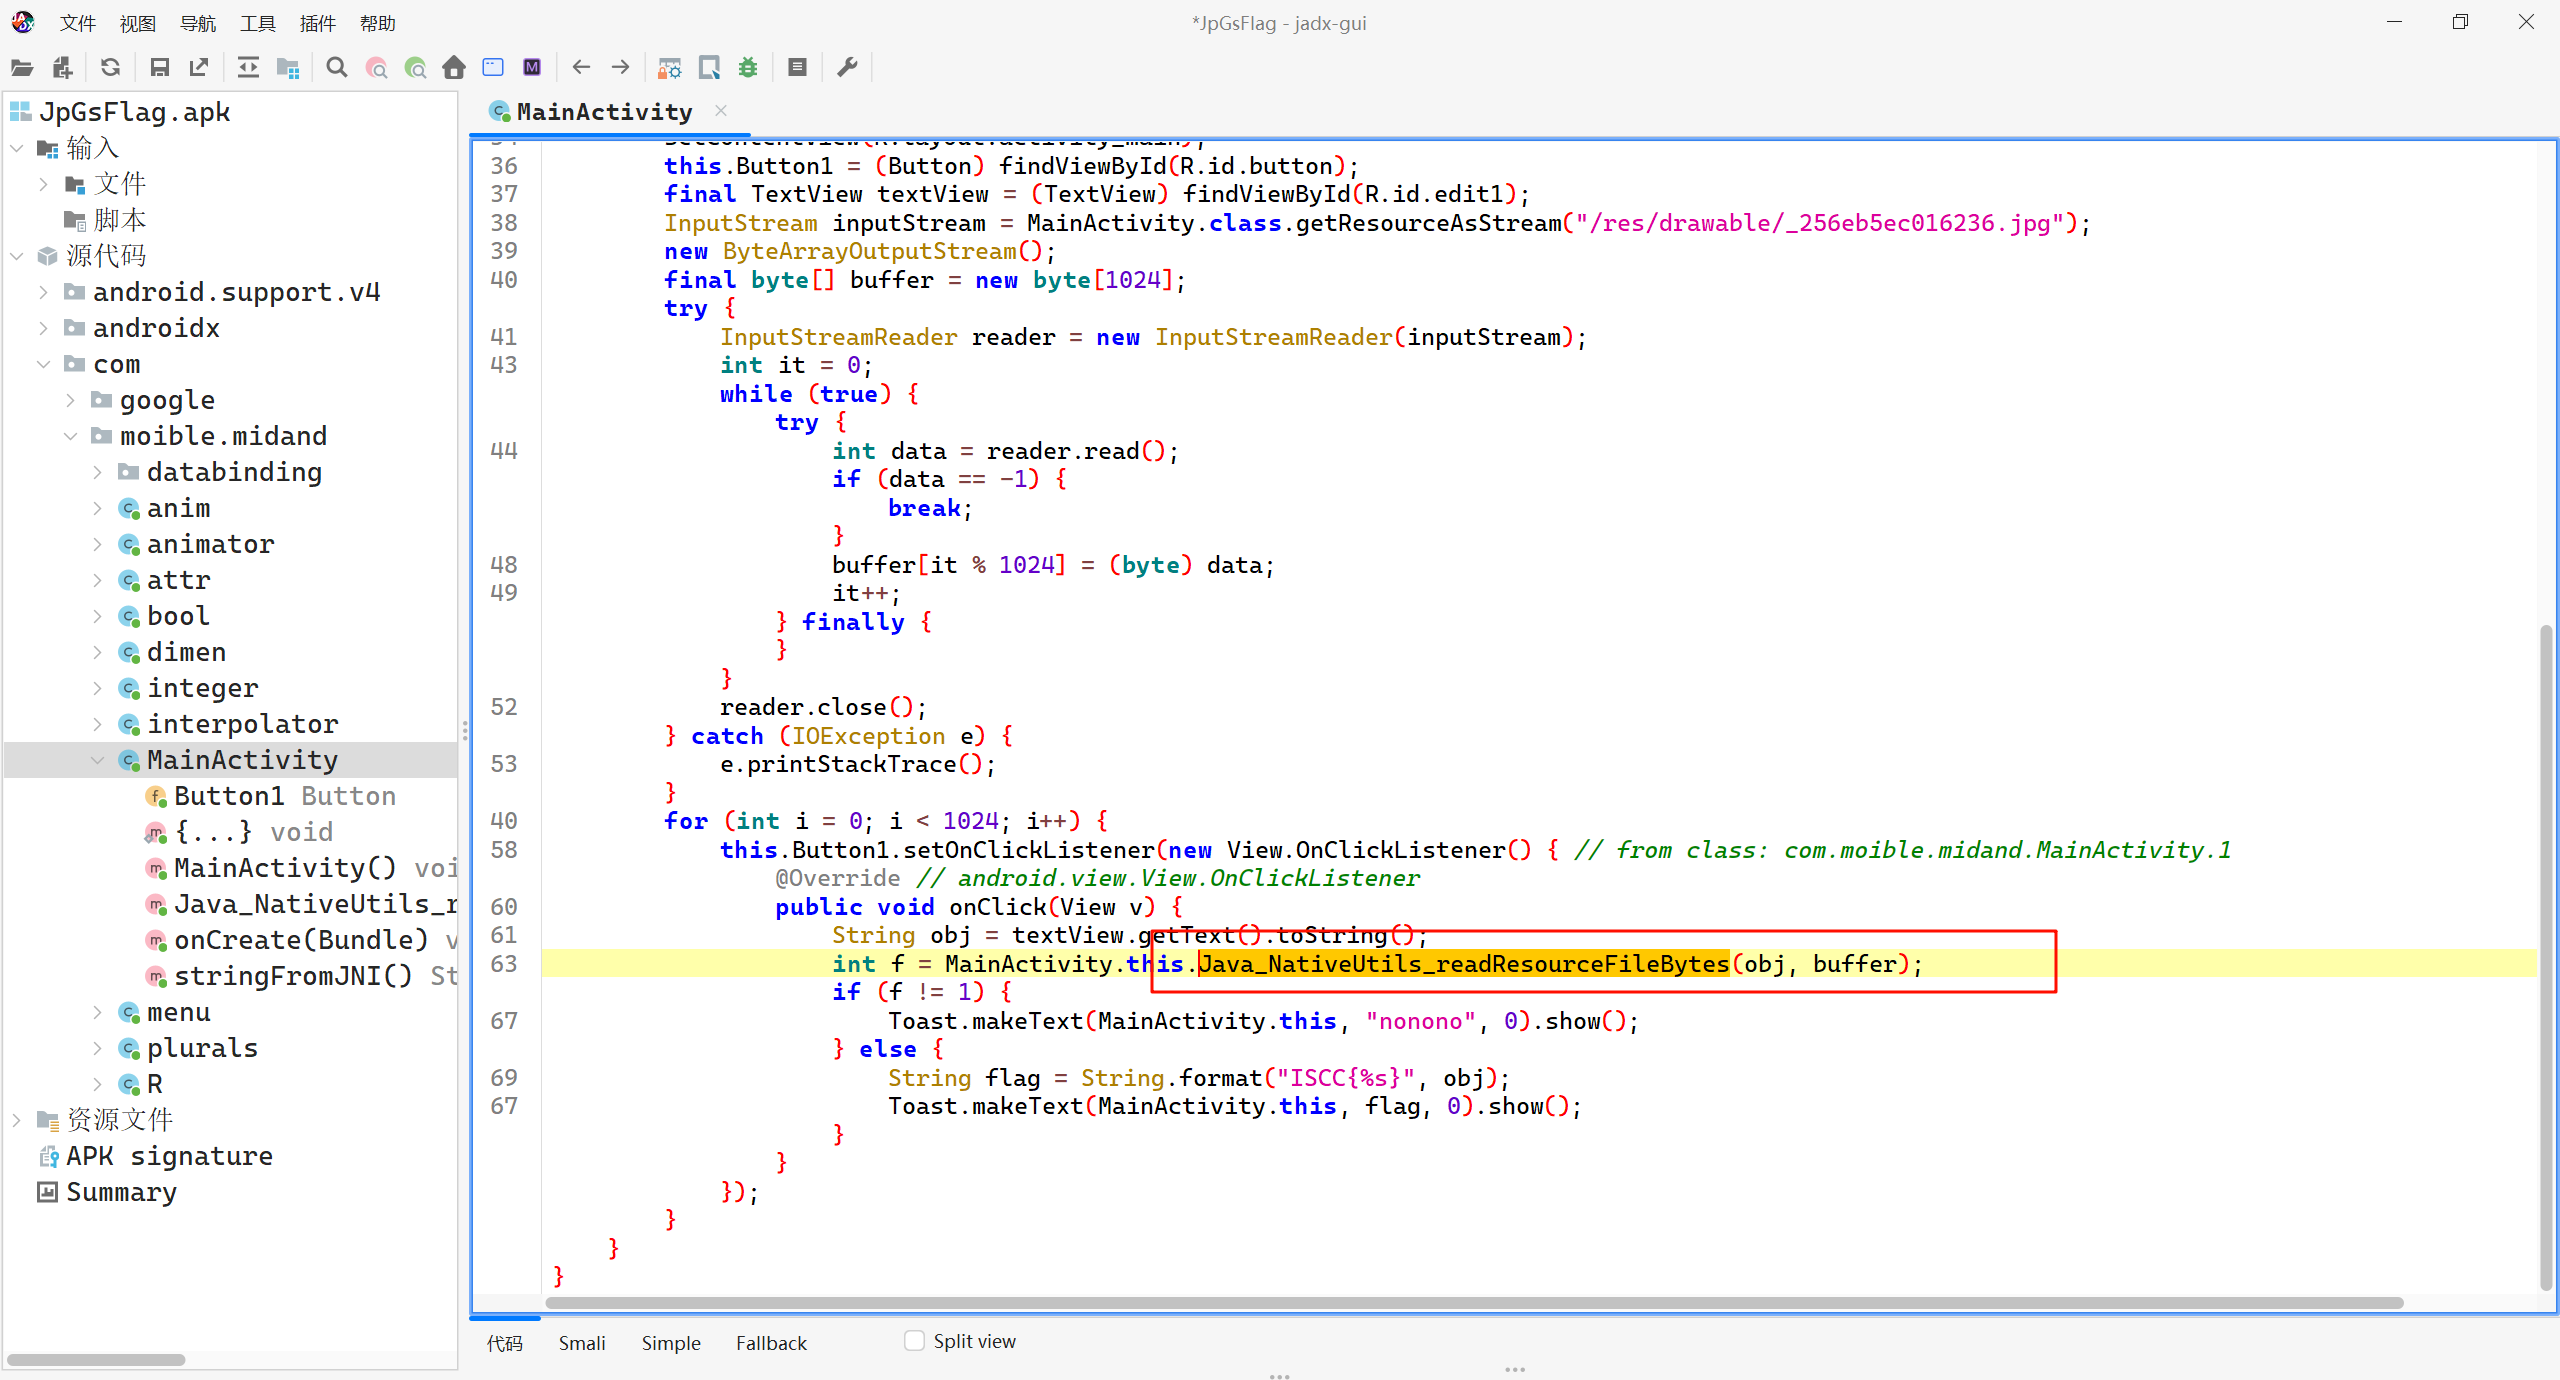 文件 视图 导航 工具 插件 帮助
*JpGsFlag - jadx-gui
JpGsFlag.apk
输入
文件
脚本
源代码
android.support.v4
androidx
com
google
moible.midand
databinding
anim
animator
attr
bool
dimen
integer
interpolator
MainActivity
Button1 Button
{...} void
MainActivity() voi
Java_NativeUtils_r
onCreate(Bundle) v
stringFromJNI() St
menu
plurals
R
资源文件
APK signature
Summary
MainActivity
36 this.Button1 = (Button) findViewById(R.id.button);
37 final TextView textView = (TextView) findViewById(R.id.edit1);
38 InputStream inputStream = MainActivity.class.getResourceAsStream("/res/drawable/_256eb5ec016236.jpg");
39 new ByteArrayOutputStream();
40 final byte[] buffer = new byte[1024];
try {
41 InputStreamReader reader = new InputStreamReader(inputStream);
43 int it = 0;
while (true) {
try {
44 int data = reader.read();
if (data == -1) {
break;
}
48 buffer[it % 1024] = (byte) data;
49 it++;
} finally {
}
}
52 reader.close();
} catch (IOException e) {
53 e.printStackTrace();
}
40 for (int i = 0; i < 1024; i++) {
58 this.Button1.setOnClickListener(new View.OnClickListener() { // from class: com.moible.midand.MainActivity.1
@Override // android.view.View.OnClickListener
60 public void onClick(View v) {
61 String obj = textView.getText().toString();
63 int f = MainActivity.this.Java_NativeUtils_readResourceFileBytes(obj, buffer);
if (f != 1) {
67 Toast.makeText(MainActivity.this, "nonono", 0).show();
} else {
69 String flag = String.format("ISCC{%s}", obj);
67 Toast.makeText(MainActivity.this, flag, 0).show();
}
}
});
}
}
}
代码 Smali Simple Fallback Split view